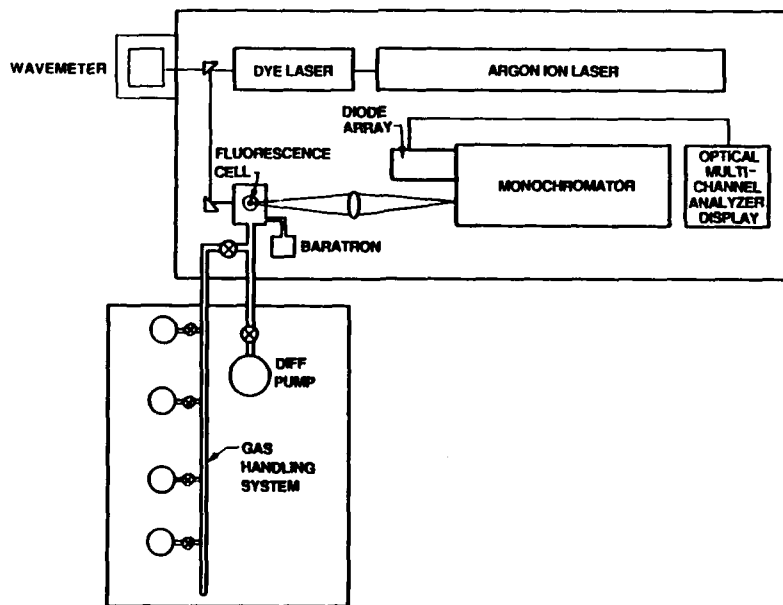 WAVEMETER
DYE LASER
ARGON ION LASER
DIODE
ARRAY
FLUORESCENCE
CELL
MONOCHROMATOR
OPTICAL
MULTI-
CHANNEL
ANALYZER
DISPLAY
BARATRON
DIFF
PUMP
GAS
HANDLING
SYSTEM